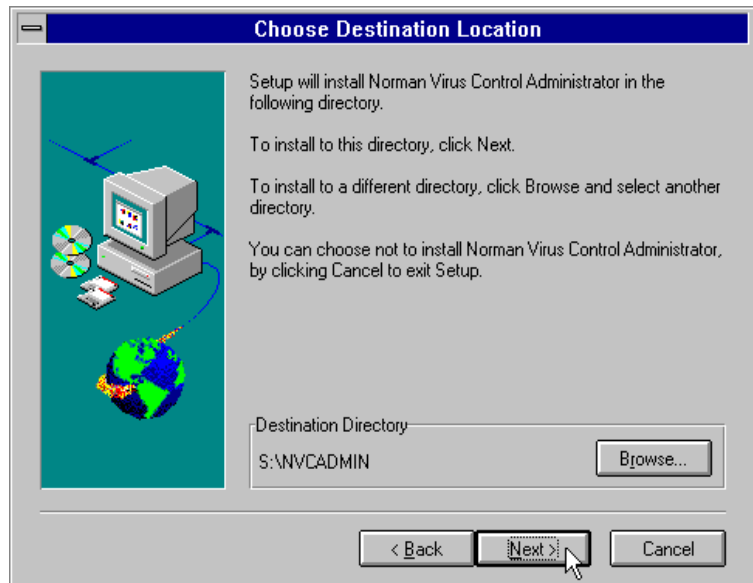 Choose Destination Location
Setup will install Norman Virus Control Administrator in the
following directory.
To install to this directory, click Next.
To install to a different directory, click Browse and select another
directory.
You can choose not to install Norman Virus Control Administrator,
by clicking Cancel to exit Setup.
Destination Directory
S:\NVCADMIN
Browse...
< Back
Next >
Cancel